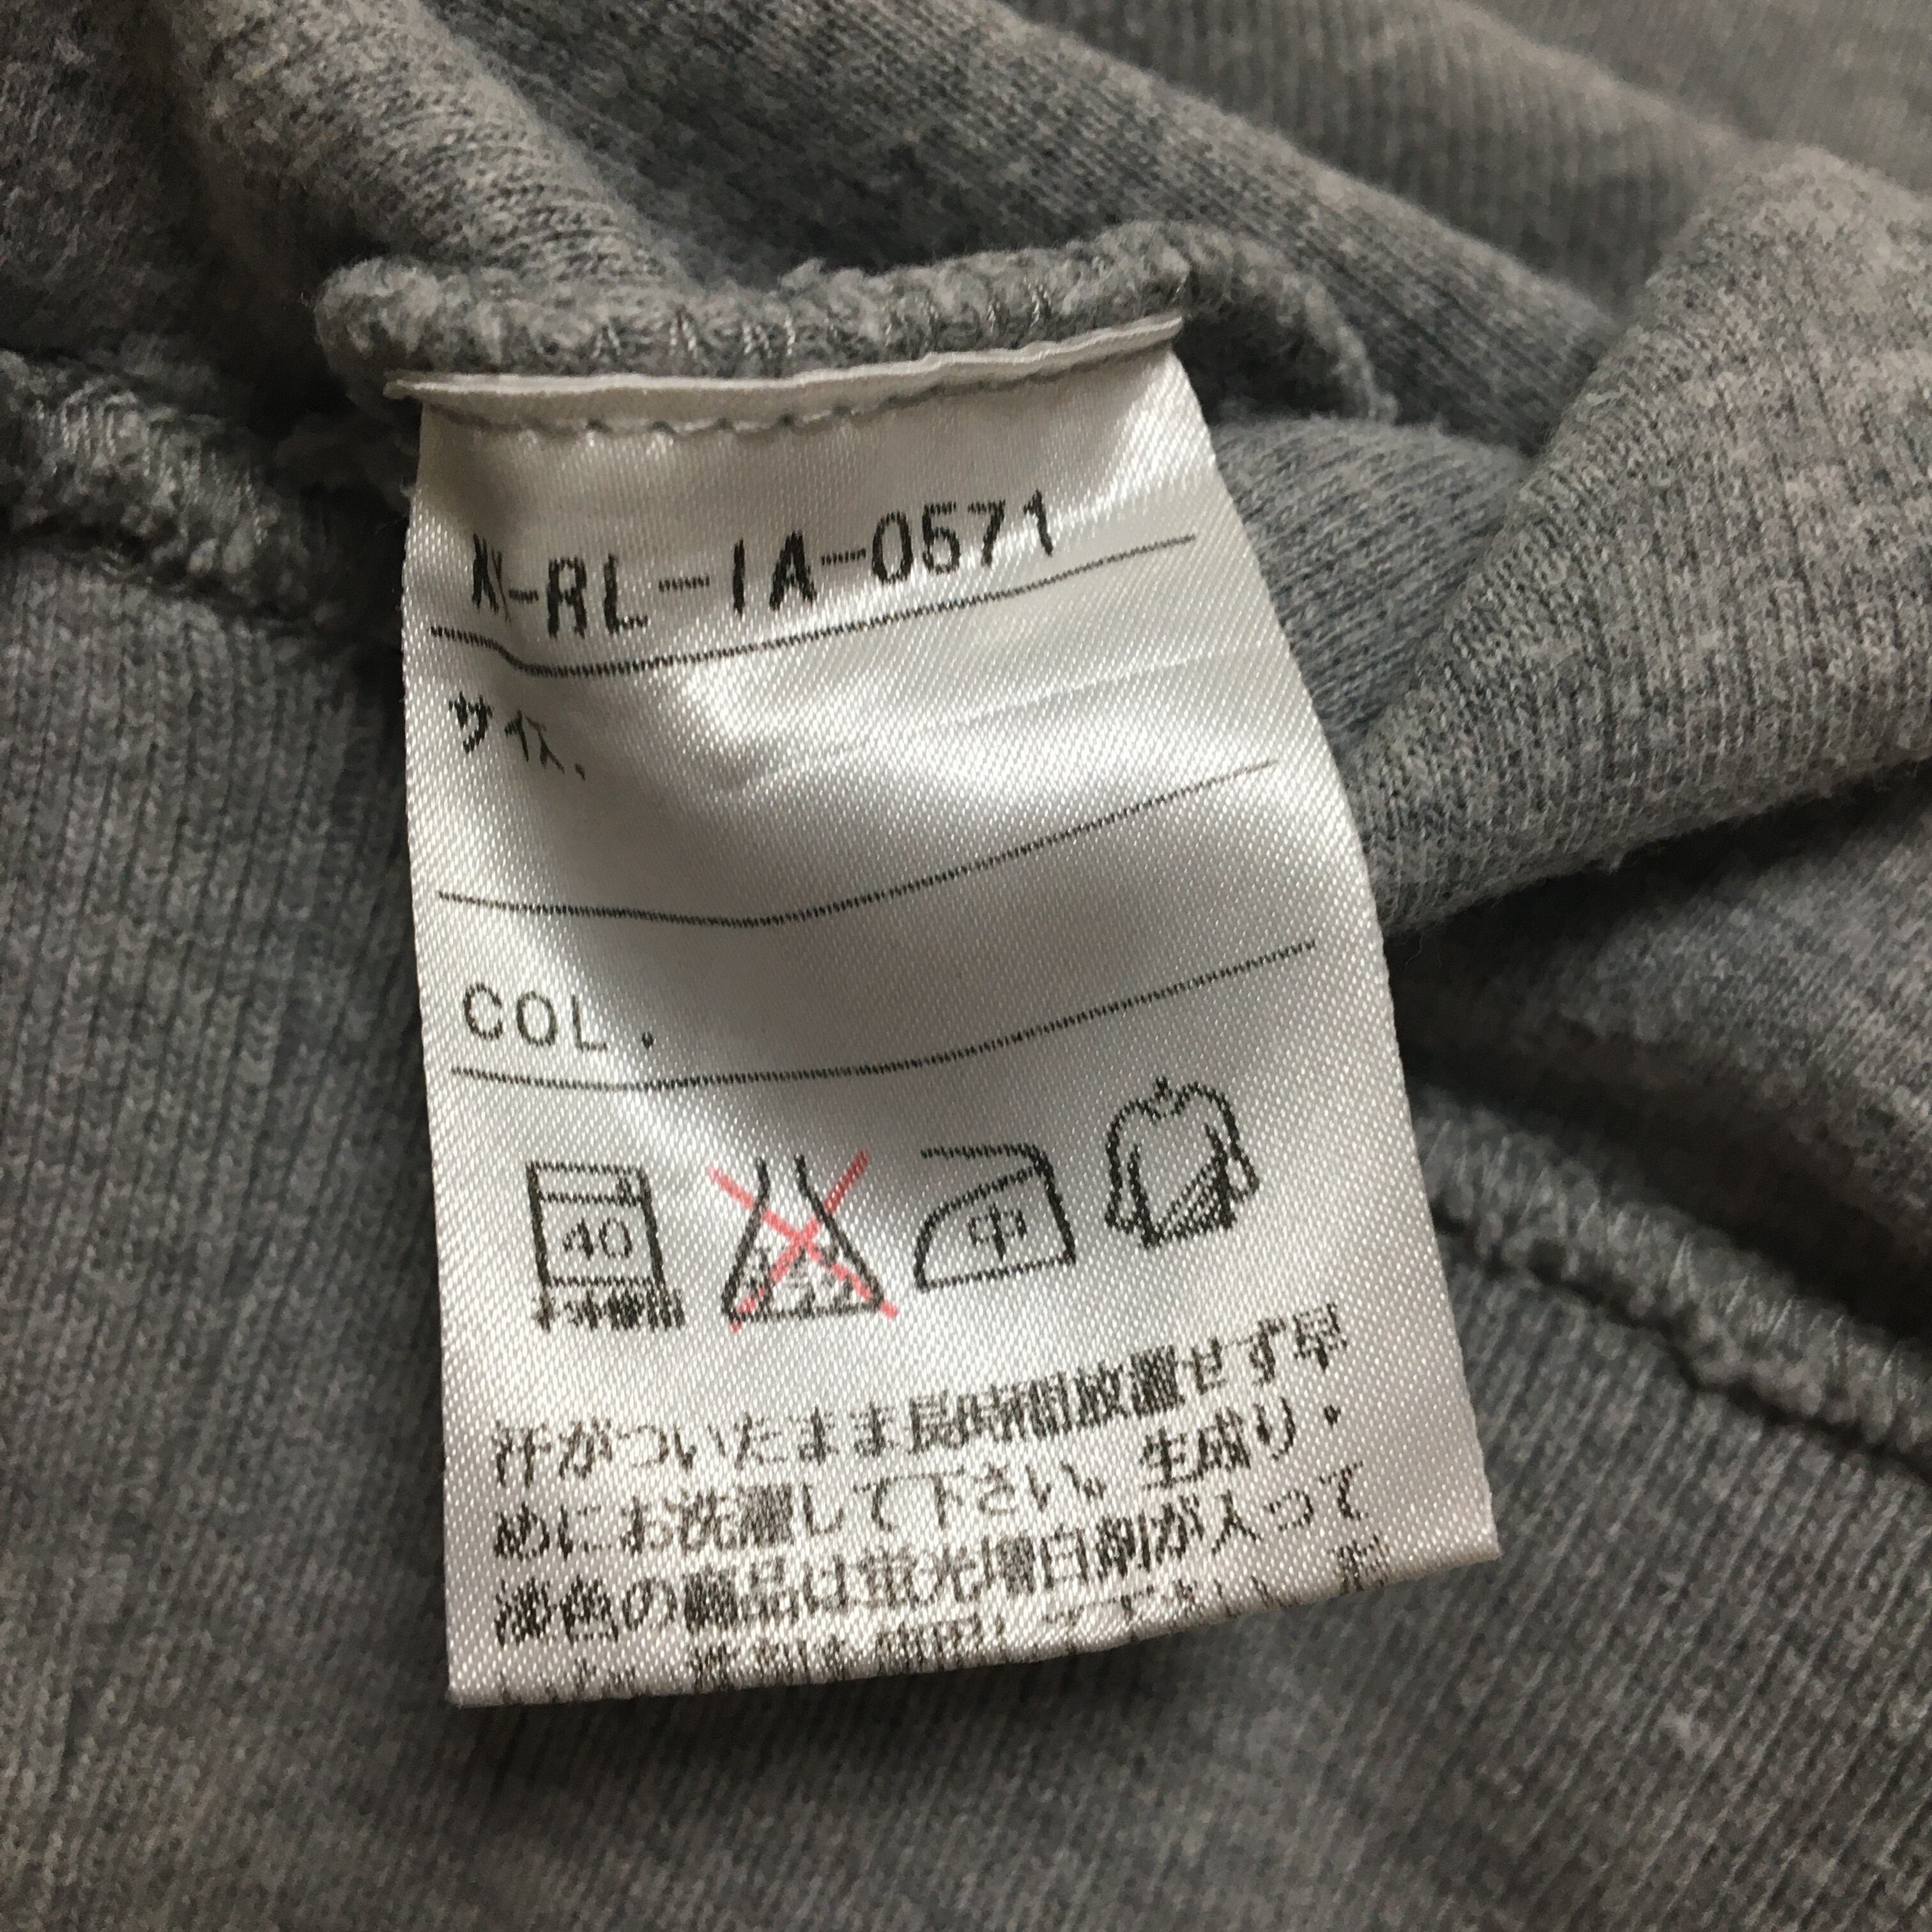 -RL-IA-0571
サイズ.
COL.
40
中
汗がついたまま長時間放置せず早
めにお洗濯して下さい。生成り・
淡色の製品は蛍光増白剤が入って